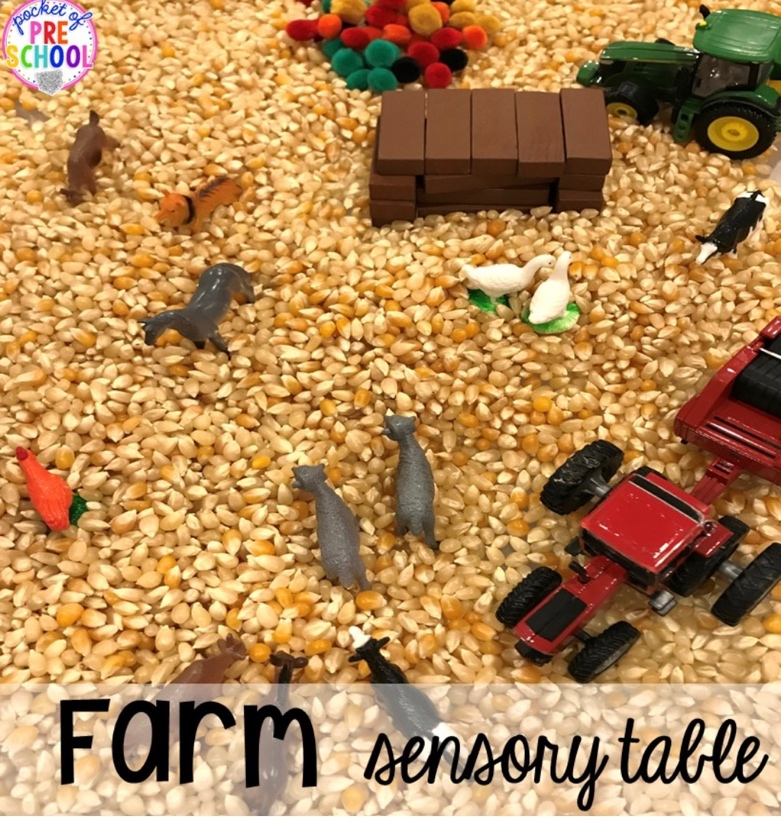 pocket of
PRE
SCHOOL
Farm sensory table